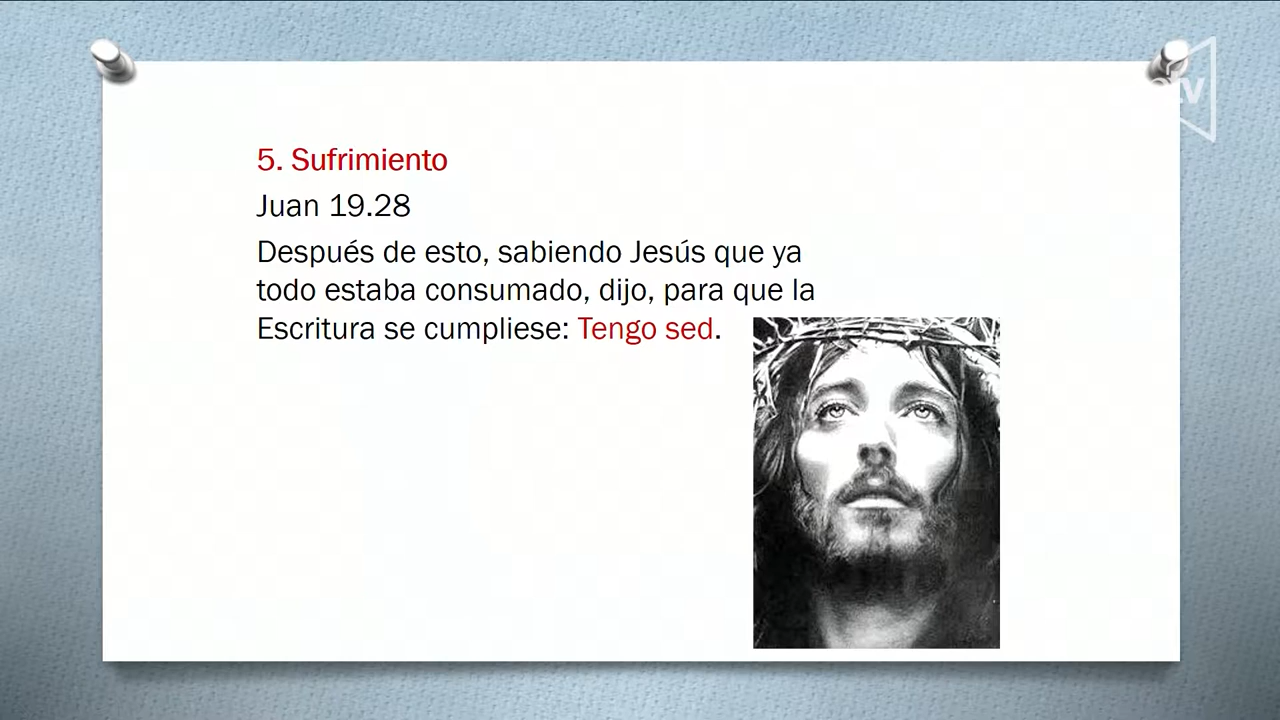 5. Sufrimiento
Juan 19.28
Después de esto, sabiendo Jesús que ya
todo estaba consumado, dijo, para que la
Escritura se cumpliese: Tengo sed.